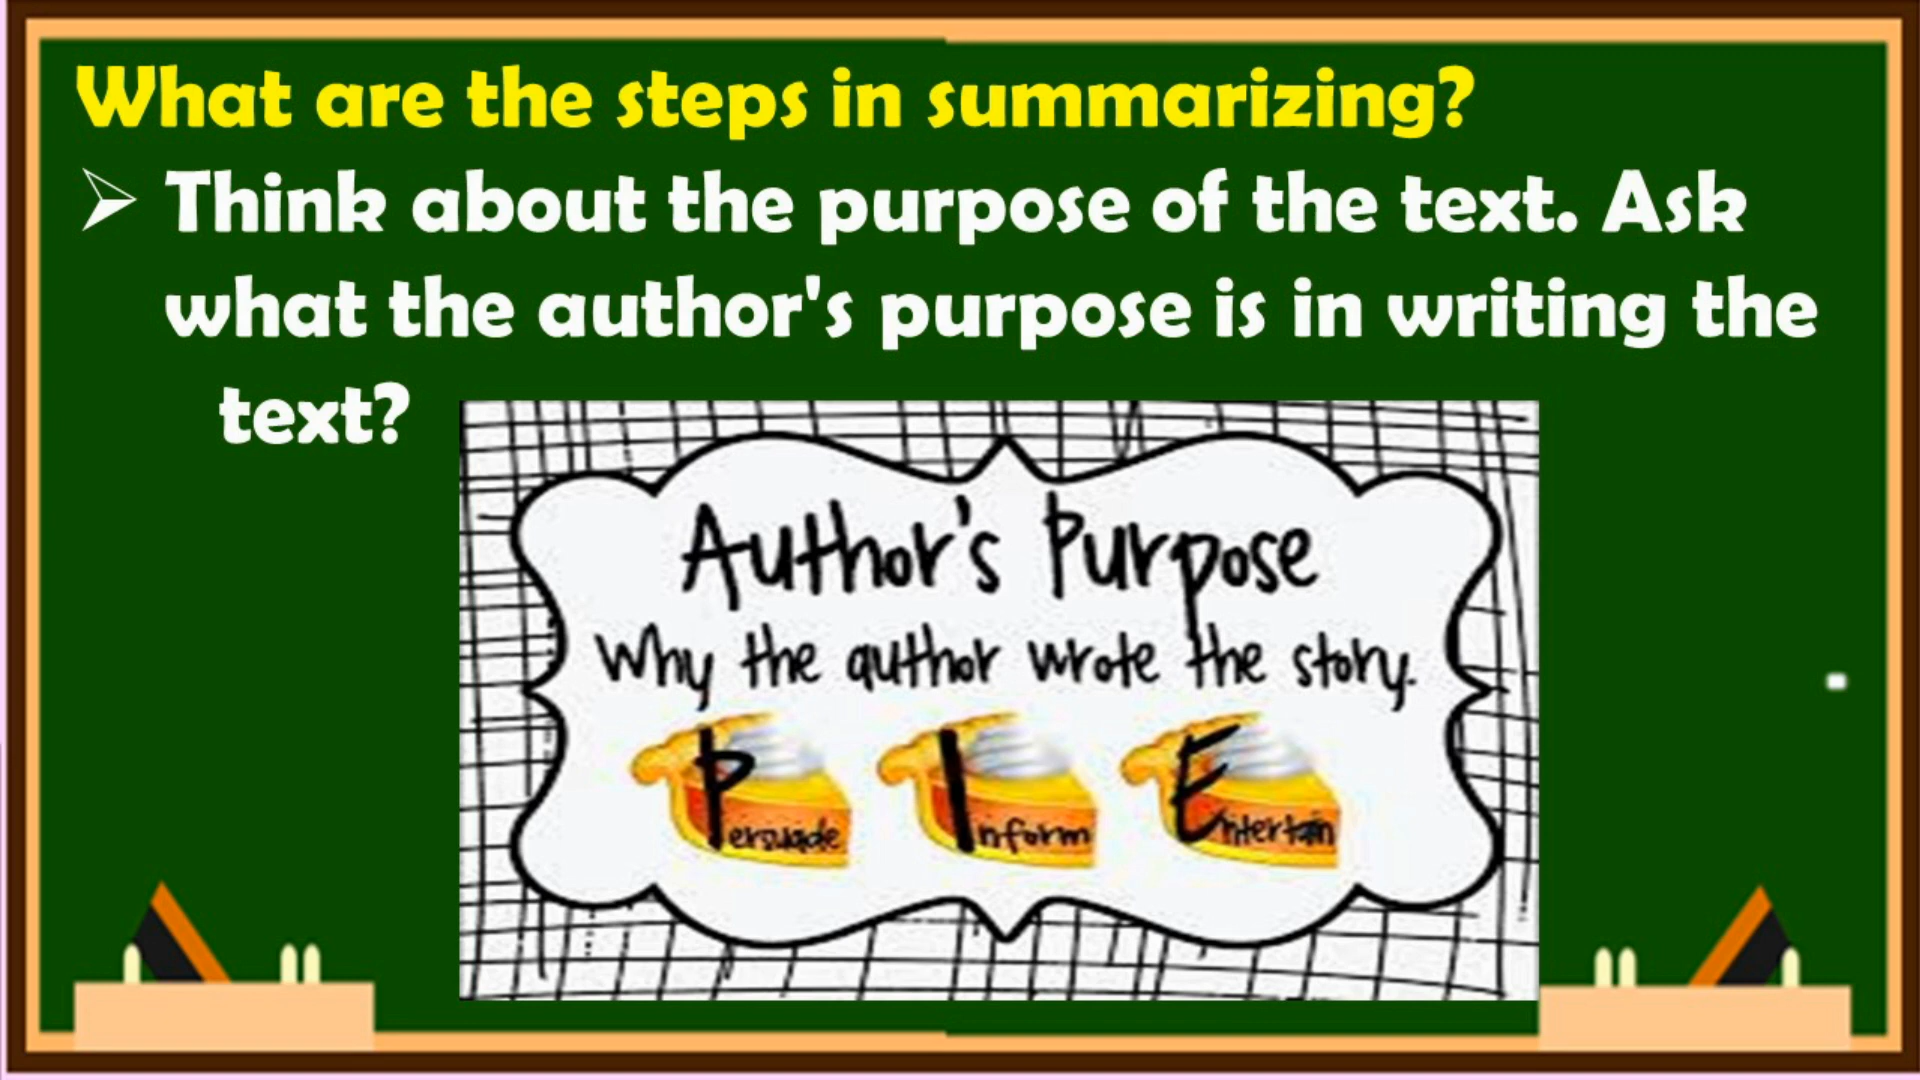 What are the steps in summarizing?
Think about the purpose of the text. Ask
what the author's purpose is in writing the
text?
Author's Purpose
Why the author wrote the story.
Persuade Inform Entertain